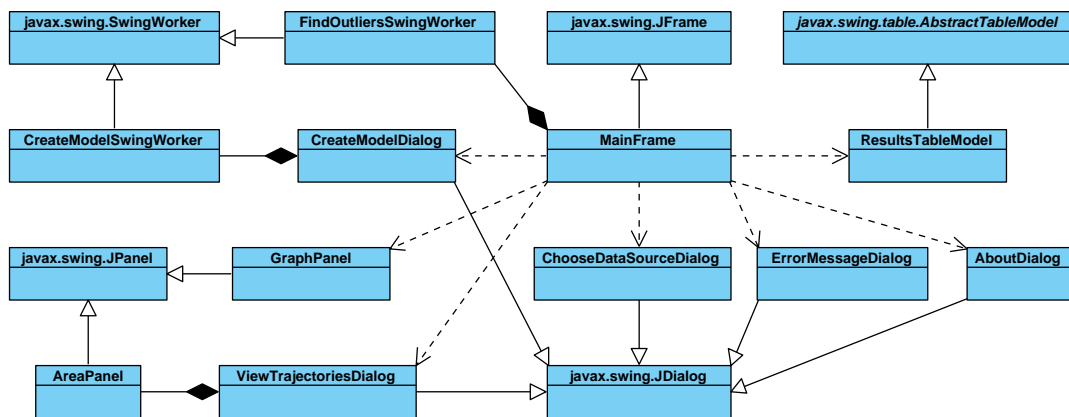 javax.swing.SwingWorker
FindOutliersSwingWorker
javax.swing.JFrame
javax.swing.table.AbstractTableModel
CreateModelSwingWorker
CreateModelDialog
MainFrame
ResultsTableModel
javax.swing.JPanel
GraphPanel
ChooseDataSourceDialog
ErrorMessageDialog
AboutDialog
AreaPanel
ViewTrajectoriesDialog
javax.swing.JDialog